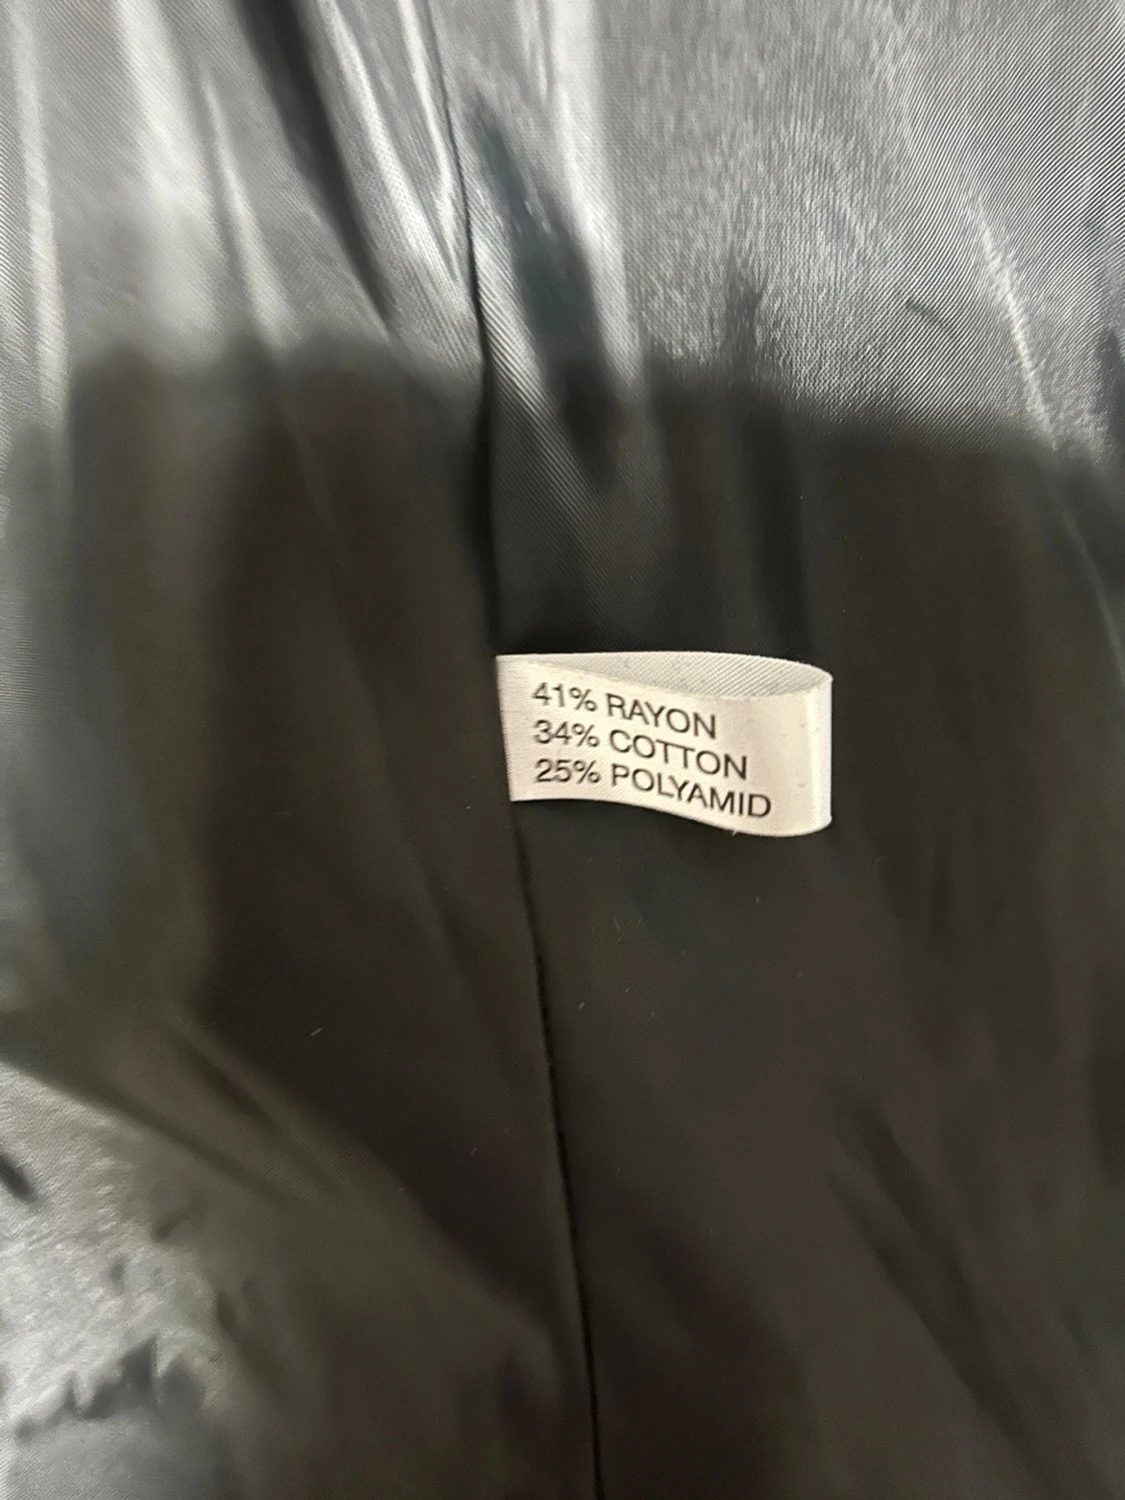 41% RAYON
34% COTTON
25% POLYAMID